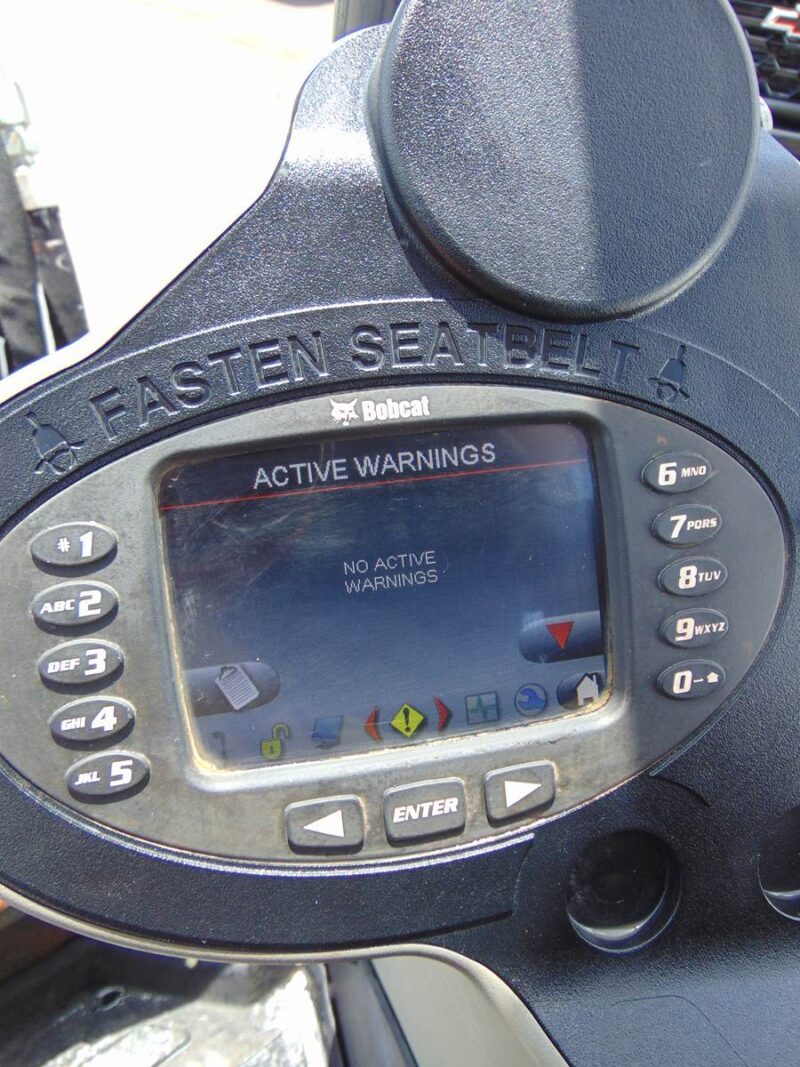 FASTEN SEATBELT
Bobcat
ACTIVE WARNINGS
NO ACTIVE
WARNINGS
# 1
ABC 2
DEF 3
GHI 4
JKL 5
6 MNO
7 PQRS
8 TUV
9 WXYZ
0 -
ENTER